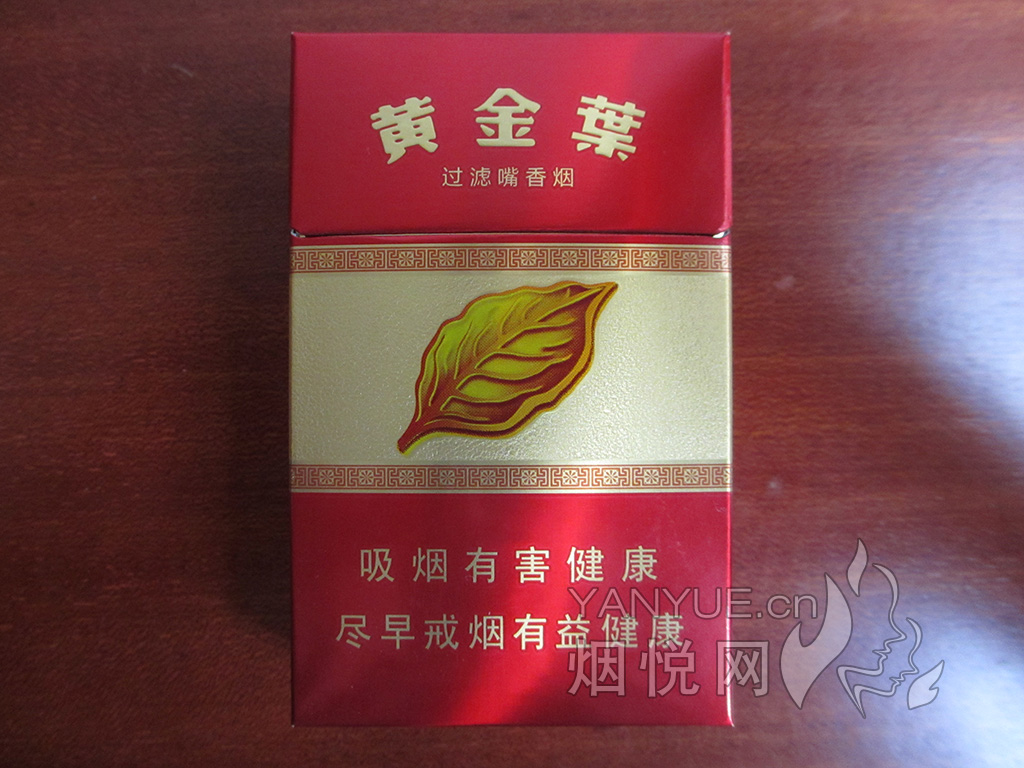 黄金葉
过滤嘴香烟
吸烟有害健康
尽早戒烟有益健康
YANYUE.cn
烟悦网